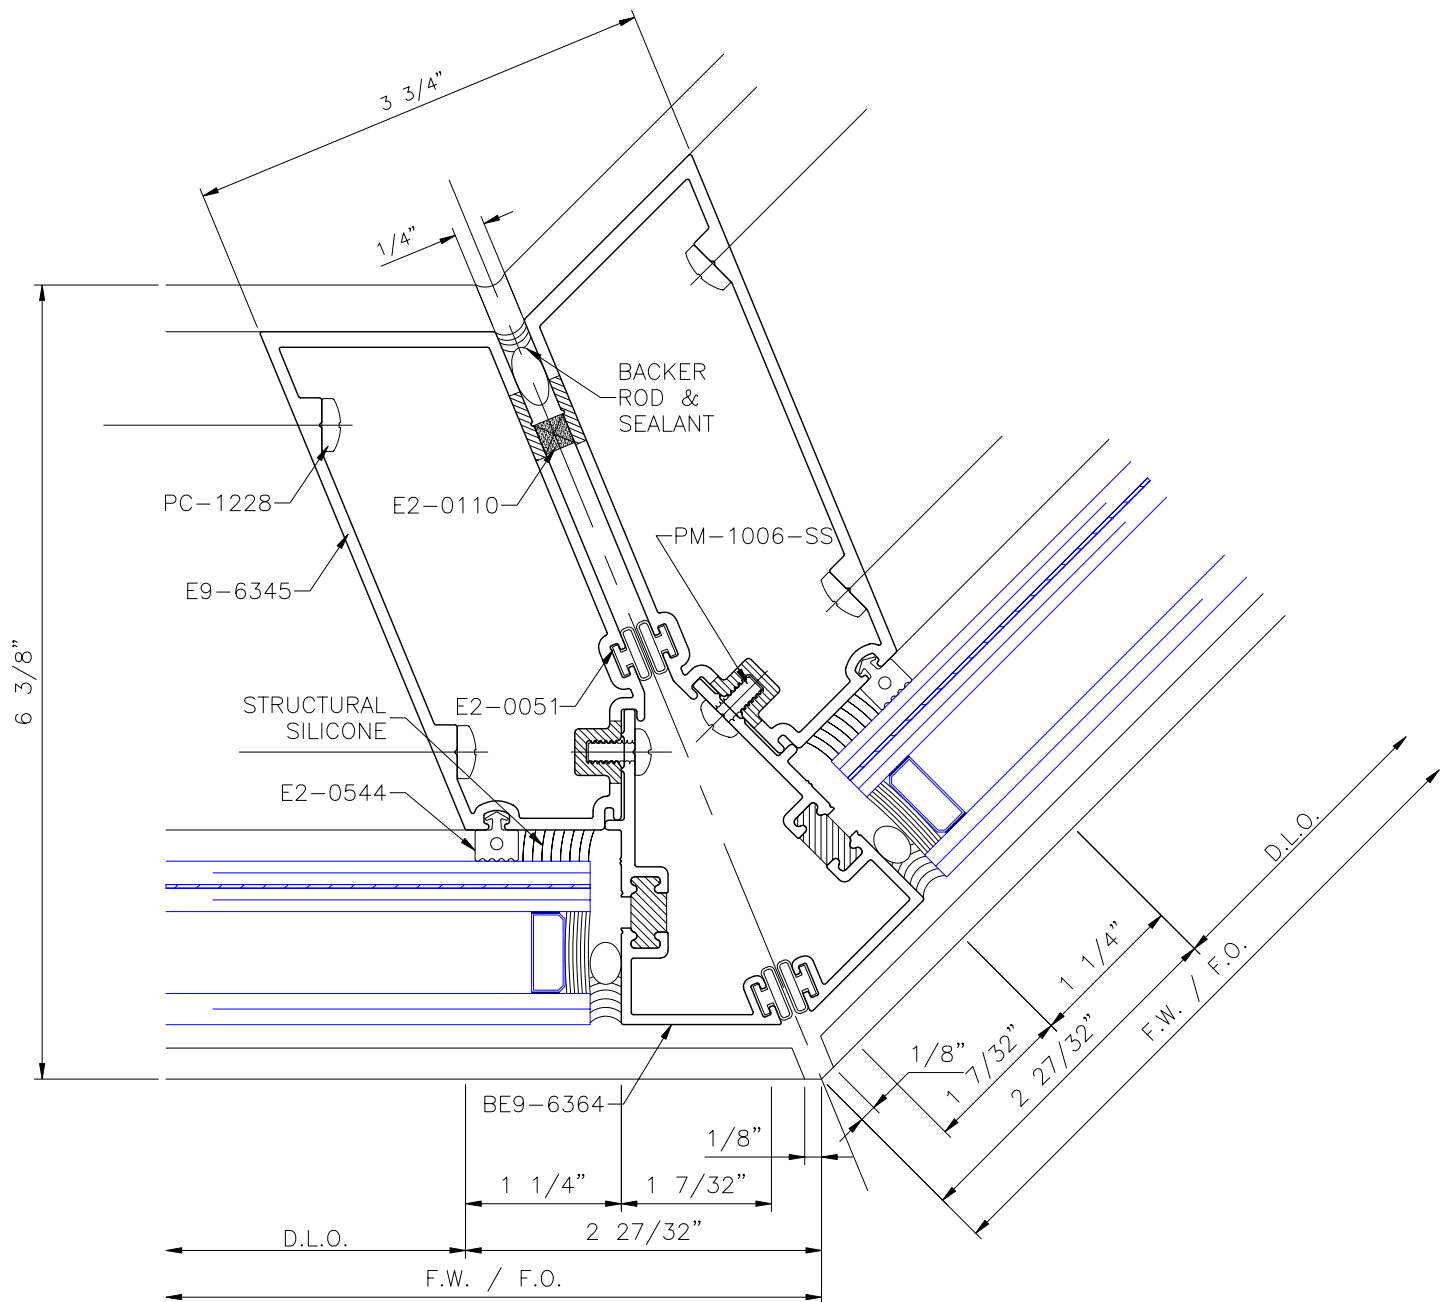 3 3/4”
1/4”
BACKER
ROD &
SEALANT
PC-1228
E2-0110
PM-1006-SS
E9-6345
6 3/8”
E2-0051
STRUCTURAL
SILICONE
E2-0544
D.L.O.
1 1/4”
F.W. / F.O.
1/8”
1 7/32”
2 27/32”
BE9-6364
1/8”
1 1/4”
1 7/32”
D.L.O.
2 27/32”
F.W. / F.O.